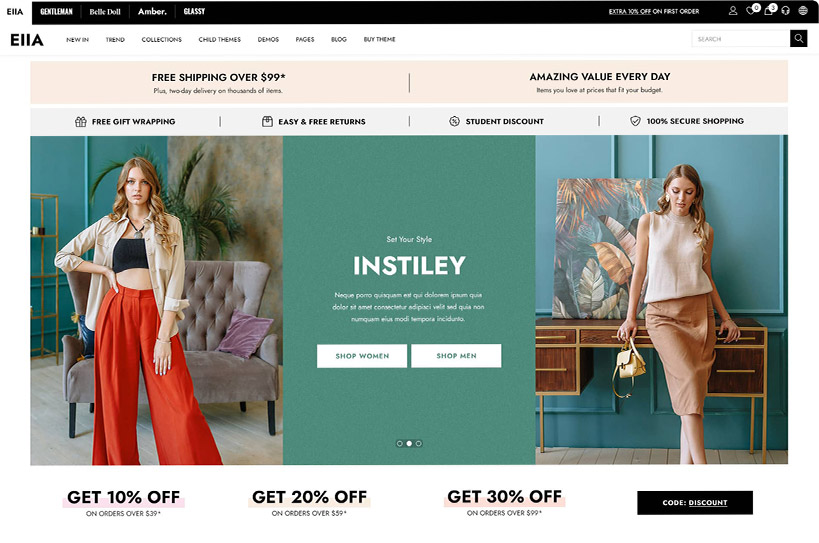 EIIA
GENTLEMAN
Belle Doll
Amber.
GLASSY
EXTRA 10% OFF ON FIRST ORDER
0
3
EIIA
NEW IN
TREND
COLLECTIONS
CHILD THEMES
DEMOS
PAGES
BLOG
BUY THEME
SEARCH
FREE SHIPPING OVER $99*
Plus, two-day delivery on thousands of items.
AMAZING VALUE EVERY DAY
Items you love at prices that fit your budget.
FREE GIFT WRAPPING
EASY & FREE RETURNS
STUDENT DISCOUNT
100% SECURE SHOPPING
Set Your Style
INSTILEY
Neque porro quisquam est qui dolorem ipsum quia
dolor sit amet consectetur adipisci velit sed quia non
numquam eius modi tempora incidunto.
SHOP WOMEN
SHOP MEN
GET 10% OFF
ON ORDERS OVER $39*
GET 20% OFF
ON ORDERS OVER $59*
GET 30% OFF
ON ORDERS OVER $99*
CODE: DISCOUNT